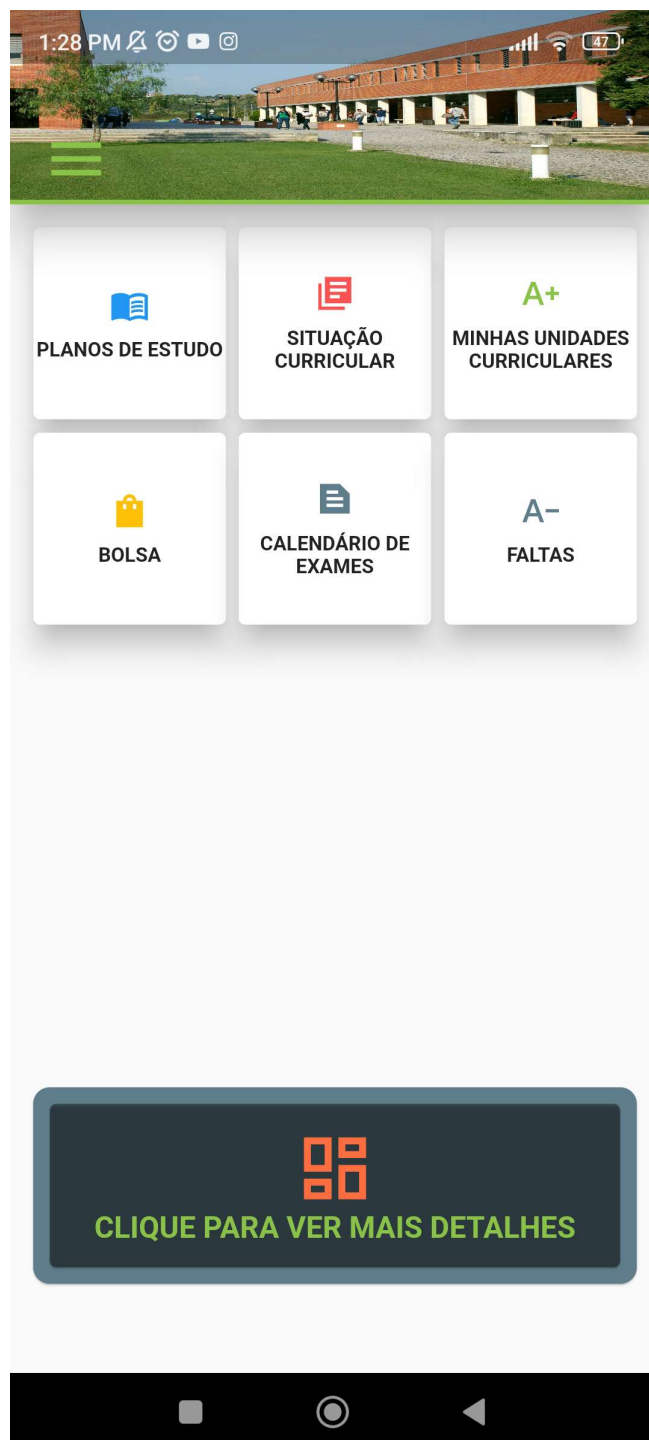 1:28 PM
47
PLANOS DE ESTUDO
SITUAÇÃO
CURRICULAR
A+
MINHAS UNIDADES
CURRICULARES
BOLSA
CALENDÁRIO DE
EXAMES
A-
FALTAS
CLIQUE PARA VER MAIS DETALHES